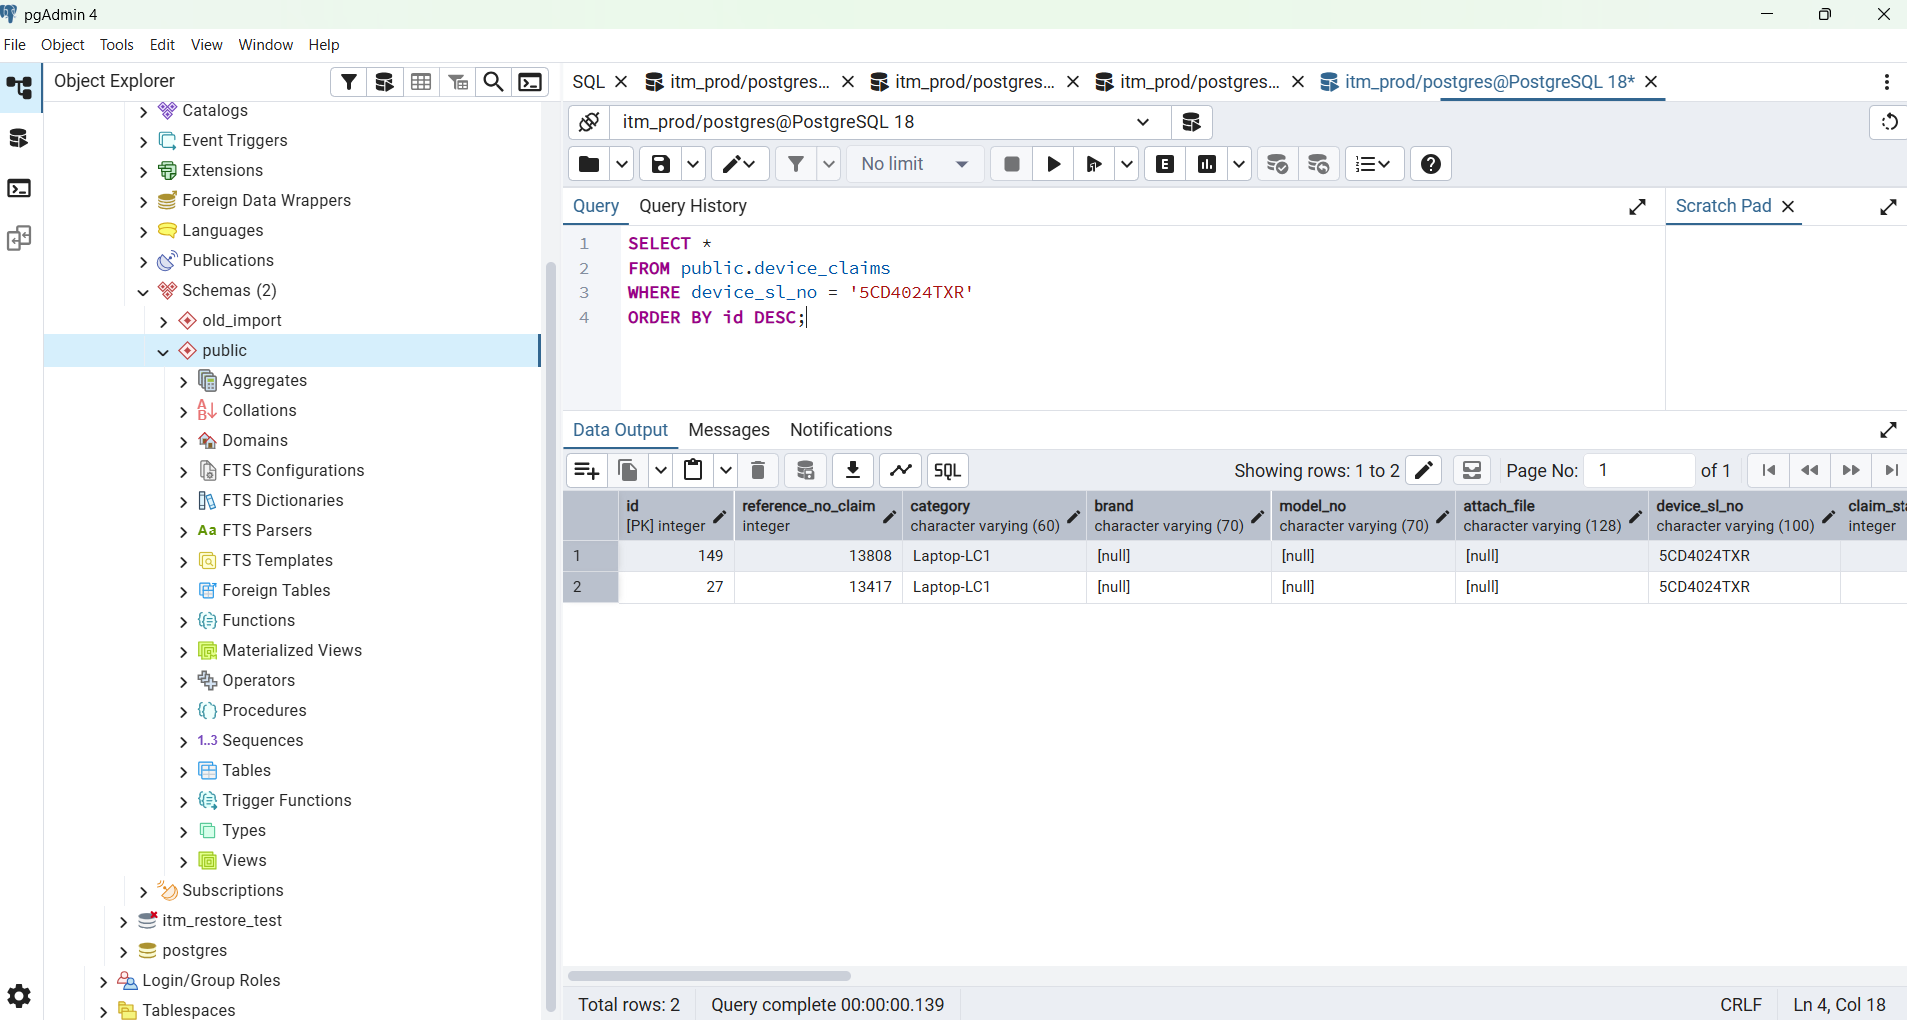 pgAdmin 4
File Object Tools Edit View Window Help
Object Explorer
SQL itm_prod/postgres... itm_prod/postgres... itm_prod/postgres... itm_prod/postgres@PostgreSQL 18*
itm_prod/postgres@PostgreSQL 18
No limit
Query Query History
Scratch Pad
1 SELECT *
2 FROM public.device_claims
3 WHERE device_sl_no = '5CD4024TXR'
4 ORDER BY id DESC;
Catalogs
Event Triggers
Extensions
Foreign Data Wrappers
Languages
Publications
Schemas (2)
old_import
public
Aggregates
Collations
Domains
FTS Configurations
FTS Dictionaries
Aa FTS Parsers
FTS Templates
Foreign Tables
Functions
Materialized Views
Operators
Procedures
1..3 Sequences
Tables
Trigger Functions
Types
Views
Subscriptions
itm_restore_test
postgres
Login/Group Roles
Tablespaces
Data Output Messages Notifications
SQL
Showing rows: 1 to 2
Page No: 1 of 1
id reference_no_claim category brand model_no attach_file device_sl_no claim_st
[PK] integer integer character varying (60) character varying (70) character varying (70) character varying (128) character varying (100) integer
1 149 13808 Laptop-LC1 [null] [null] [null] 5CD4024TXR
2 27 13417 Laptop-LC1 [null] [null] [null] 5CD4024TXR
Total rows: 2 Query complete 00:00:00.139 CRLF Ln 4, Col 18